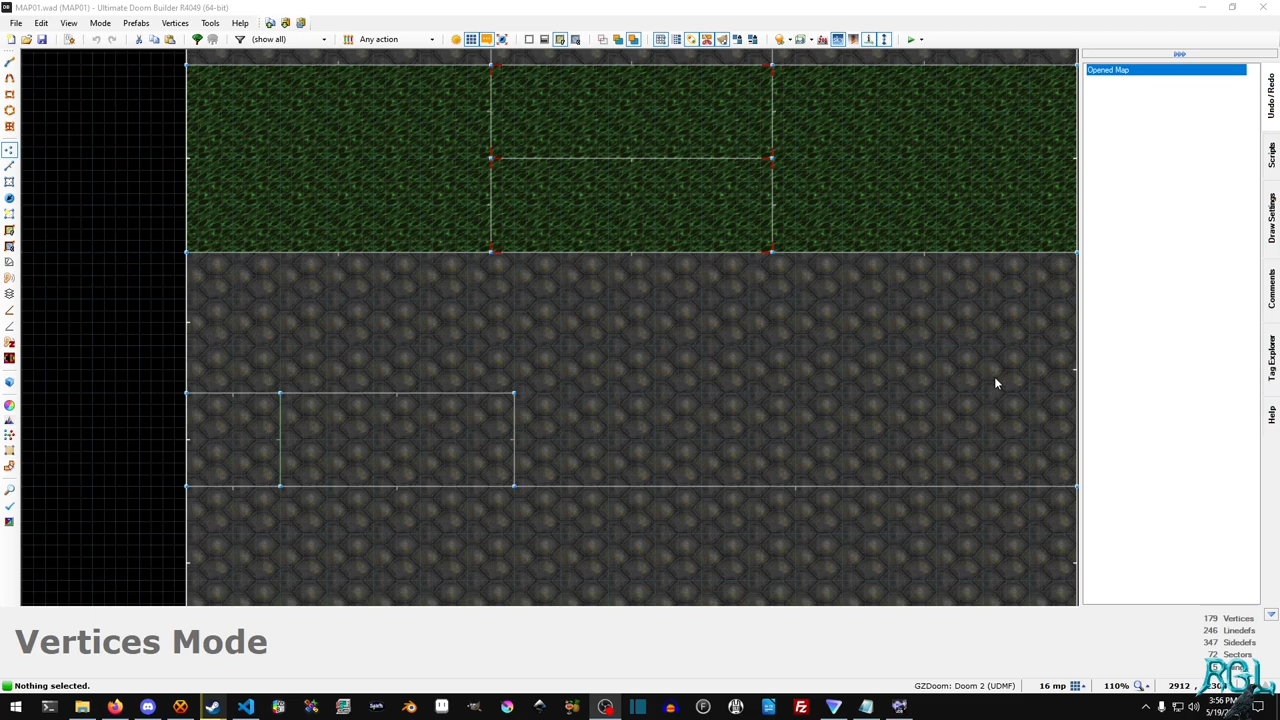 MAP01.wad (MAP01) - Ultimate Doom Builder R4049 (64-bit)
File Edit View Mode Prefabs Vertices Tools Help
(show all) Any action
Opened Map
Undo / Redo
Scripts
Draw Settings
Comments
Tag Explorer
Help
Vertices Mode
179 Vertices
246 Linedefs
347 Sidedefs
72 Sectors
RGL
Nothing selected.
GZDoom: Doom 2 (UDMF) 16 mp 110% 2912 ,
3:56 PM